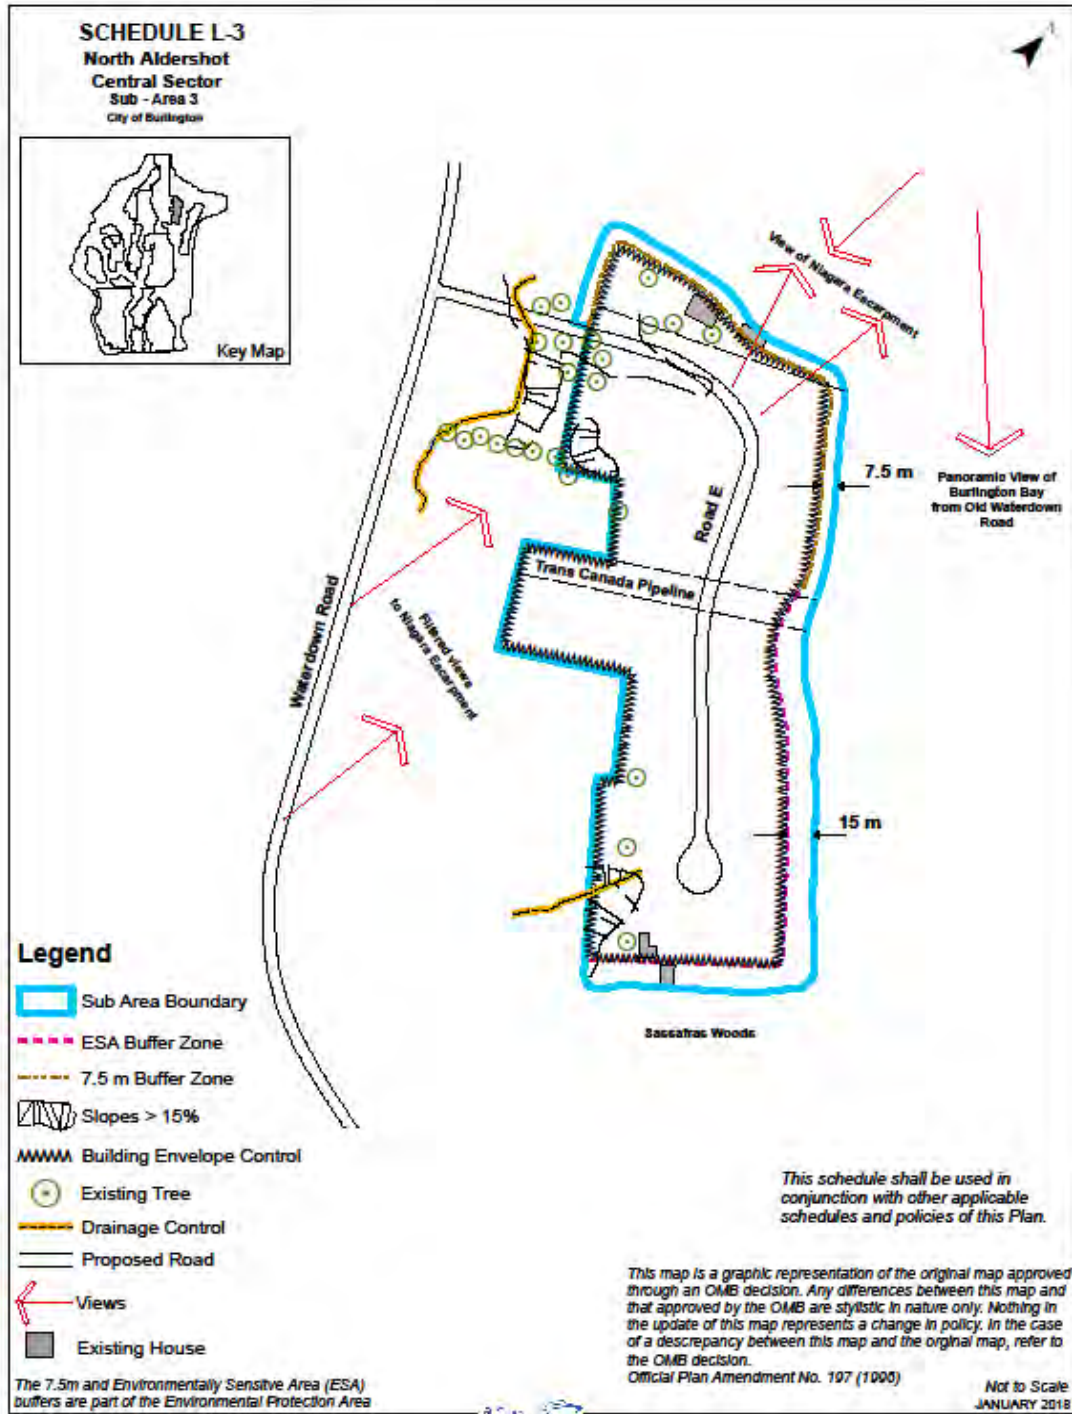 SCHEDULE L-3
North Aldershot
Central Sector
Sub - Area 3
City of Burlington
Key Map
View of Niagara Escarpment
7.5 m
Panoramic View of
Burlington Bay
from Old Waterdown
Road
Road E
Trans Canada Pipeline
Waterdown Road
Filtered views
to Niagara Escarpment
15 m
Sassafras Woods
Legend
Sub Area Boundary
ESA Buffer Zone
7.5 m Buffer Zone
Slopes > 15%
Building Envelope Control
Existing Tree
Drainage Control
Proposed Road
Views
Existing House
The 7.5m and Environmentally Sensitve Area (ESA)
buffers are part of the Environmental Protection Area
This schedule shall be used in
conjunction with other applicable
schedules and policies of this Plan.
This map is a graphic representation of the original map approved
through an OMB decision. Any differences between this map and
that approved by the OMB are stylistic in nature only. Nothing in
the update of this map represents a change in policy. In the case
of a descrepancy between this map and the orginal map, refer to
the OMB decision.
Official Plan Amendment No. 197 (1996)
Not to Scale
JANUARY 2018